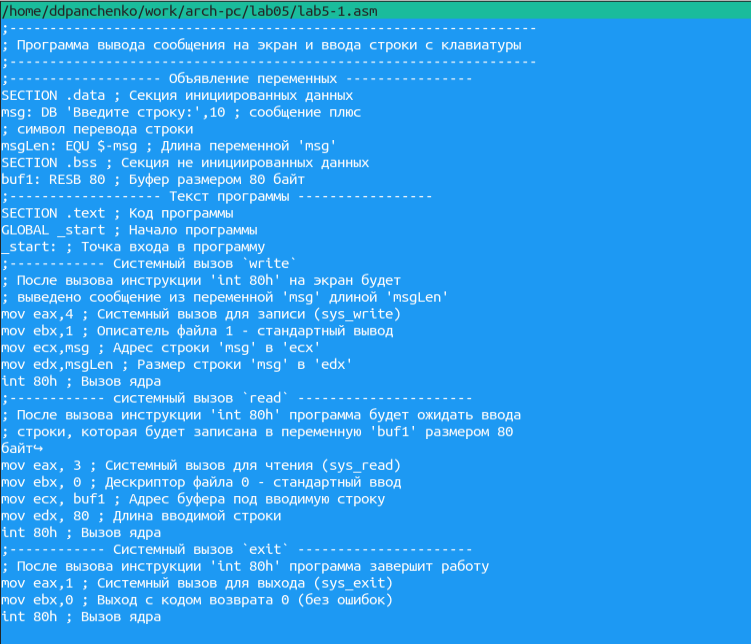 /home/ddpanchenko/work/arch-pc/lab05/lab5-1.asm
;------------------------------------------------------------------
; Программа вывода сообщения на экран и ввода строки с клавиатуры
;------------------------------------------------------------------
;------------------- Объявление переменных ----------------
SECTION .data ; Секция инициированных данных
msg: DB 'Введите строку:',10 ; сообщение плюс
; символ перевода строки
msgLen: EQU $-msg ; Длина переменной 'msg'
SECTION .bss ; Секция не инициированных данных
buf1: RESB 80 ; Буфер размером 80 байт
;------------------- Текст программы -----------------
SECTION .text ; Код программы
GLOBAL _start ; Начало программы
_start: ; Точка входа в программу
;------------ Системный вызов `write`
; После вызова инструкции 'int 80h' на экран будет
; выведено сообщение из переменной 'msg' длиной 'msgLen'
mov eax,4 ; Системный вызов для записи (sys_write)
mov ebx,1 ; Описатель файла 1 - стандартный вывод
mov ecx,msg ; Адрес строки 'msg' в 'ecx'
mov edx,msgLen ; Размер строки 'msg' в 'edx'
int 80h ; Вызов ядра
;------------ системный вызов `read` ----------------------
; После вызова инструкции 'int 80h' программа будет ожидать ввода
; строки, которая будет записана в переменную 'buf1' размером 80
байт↪
mov eax, 3 ; Системный вызов для чтения (sys_read)
mov ebx, 0 ; Дескриптор файла 0 - стандартный ввод
mov ecx, buf1 ; Адрес буфера под вводимую строку
mov edx, 80 ; Длина вводимой строки
int 80h ; Вызов ядра
;------------ Системный вызов `exit` ----------------------
; После вызова инструкции 'int 80h' программа завершит работу
mov eax,1 ; Системный вызов для выхода (sys_exit)
mov ebx,0 ; Выход с кодом возврата 0 (без ошибок)
int 80h ; Вызов ядра